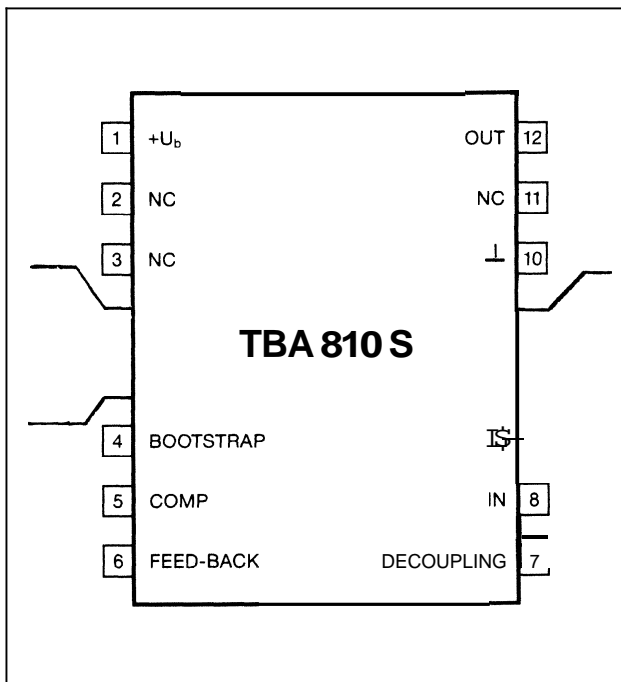 1 +U_b OUT 12
2 NC NC 11
3 NC ⊥ 10
TBA 810 S
4 BOOTSTRAP
5 COMP IN 8
6 FEED-BACK DECOUPLING 7